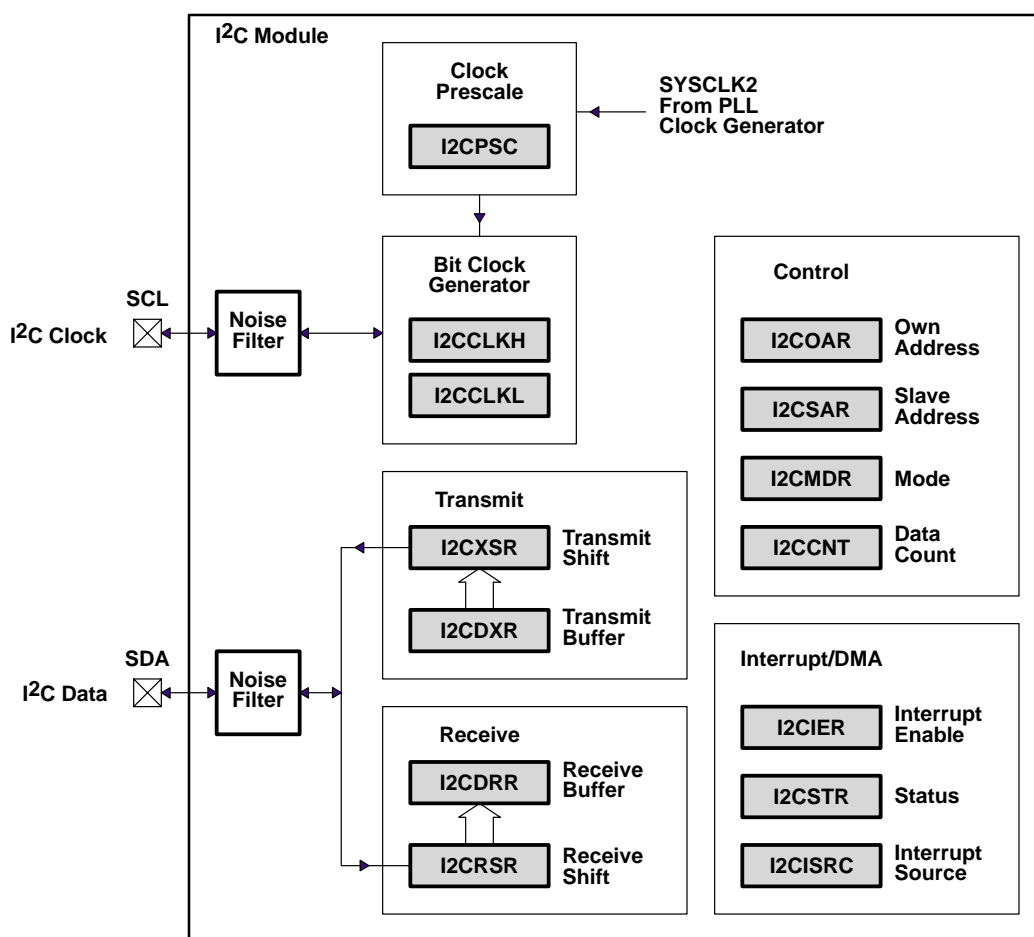 I2C Module
Clock
Prescale
I2CPSC
SYSCLK2
From PLL
Clock Generator
Bit Clock
Generator
I2CCLKH
I2CCLKL
SCL
I2C Clock
Noise
Filter
Control
I2COAR
Own
Address
I2CSAR
Slave
Address
I2CMDR
Mode
I2CCNT
Data
Count
Transmit
I2CXSR
Transmit
Shift
I2CDXR
Transmit
Buffer
SDA
I2C Data
Noise
Filter
Receive
I2CDRR
Receive
Buffer
I2CRSR
Receive
Shift
Interrupt/DMA
I2CIER
Interrupt
Enable
I2CSTR
Status
I2CISRC
Interrupt
Source